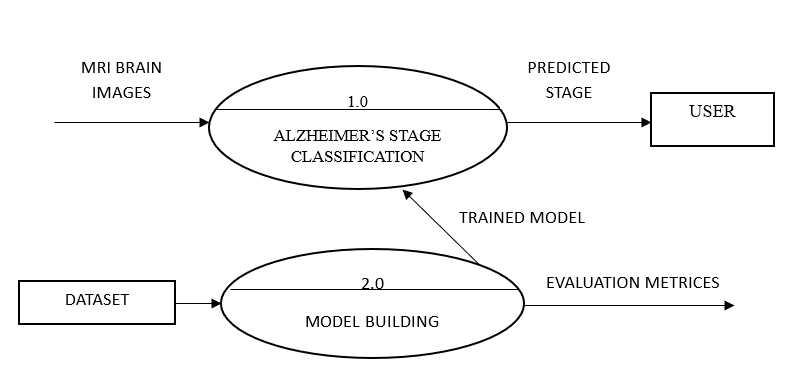 MRI BRAIN
IMAGES
1.0
ALZHEIMER'S STAGE
CLASSIFICATION
PREDICTED
STAGE
USER
TRAINED MODEL
DATASET
2.0
MODEL BUILDING
EVALUATION METRICES